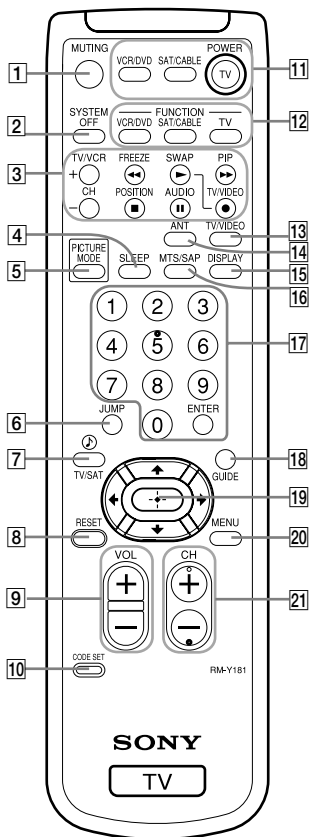 MUTING
POWER
VCR/DVD SAT/CABLE
TV
1
11
SYSTEM
OFF
FUNCTION
VCR/DVD SAT/CABLE TV
2
12
TV/VCR FREEZE SWAP PIP
+
3
CH POSITION AUDIO TV/VIDEO
−
4
ANT TV/VIDEO
13
14
PICTURE
MODE
SLEEP MTS/SAP DISPLAY
5
15
16
1 2 3
17
4 5 6
7 8 9
JUMP
0
ENTER
6
7
TV/SAT
GUIDE
18
19
RESET
MENU
8
20
VOL CH
+ +
9
21
− −
CODE SET
10
RM-Y181
SONY
TV